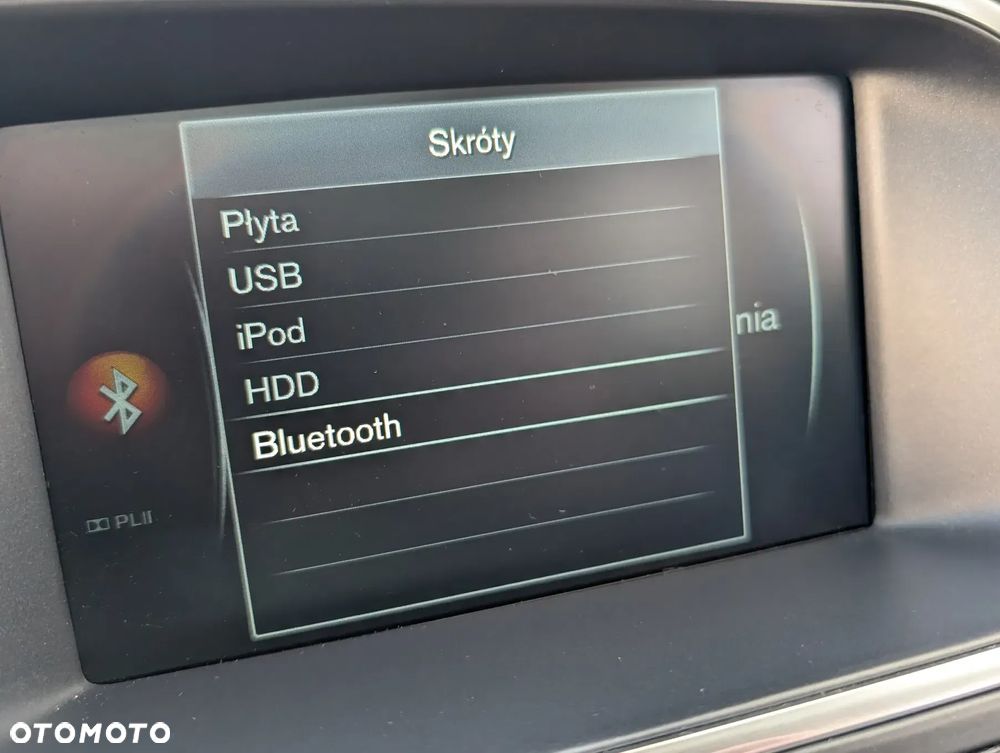 Skróty
Płyta
USB
iPod
HDD
Bluetooth
nia
PLII
OTOMOTO